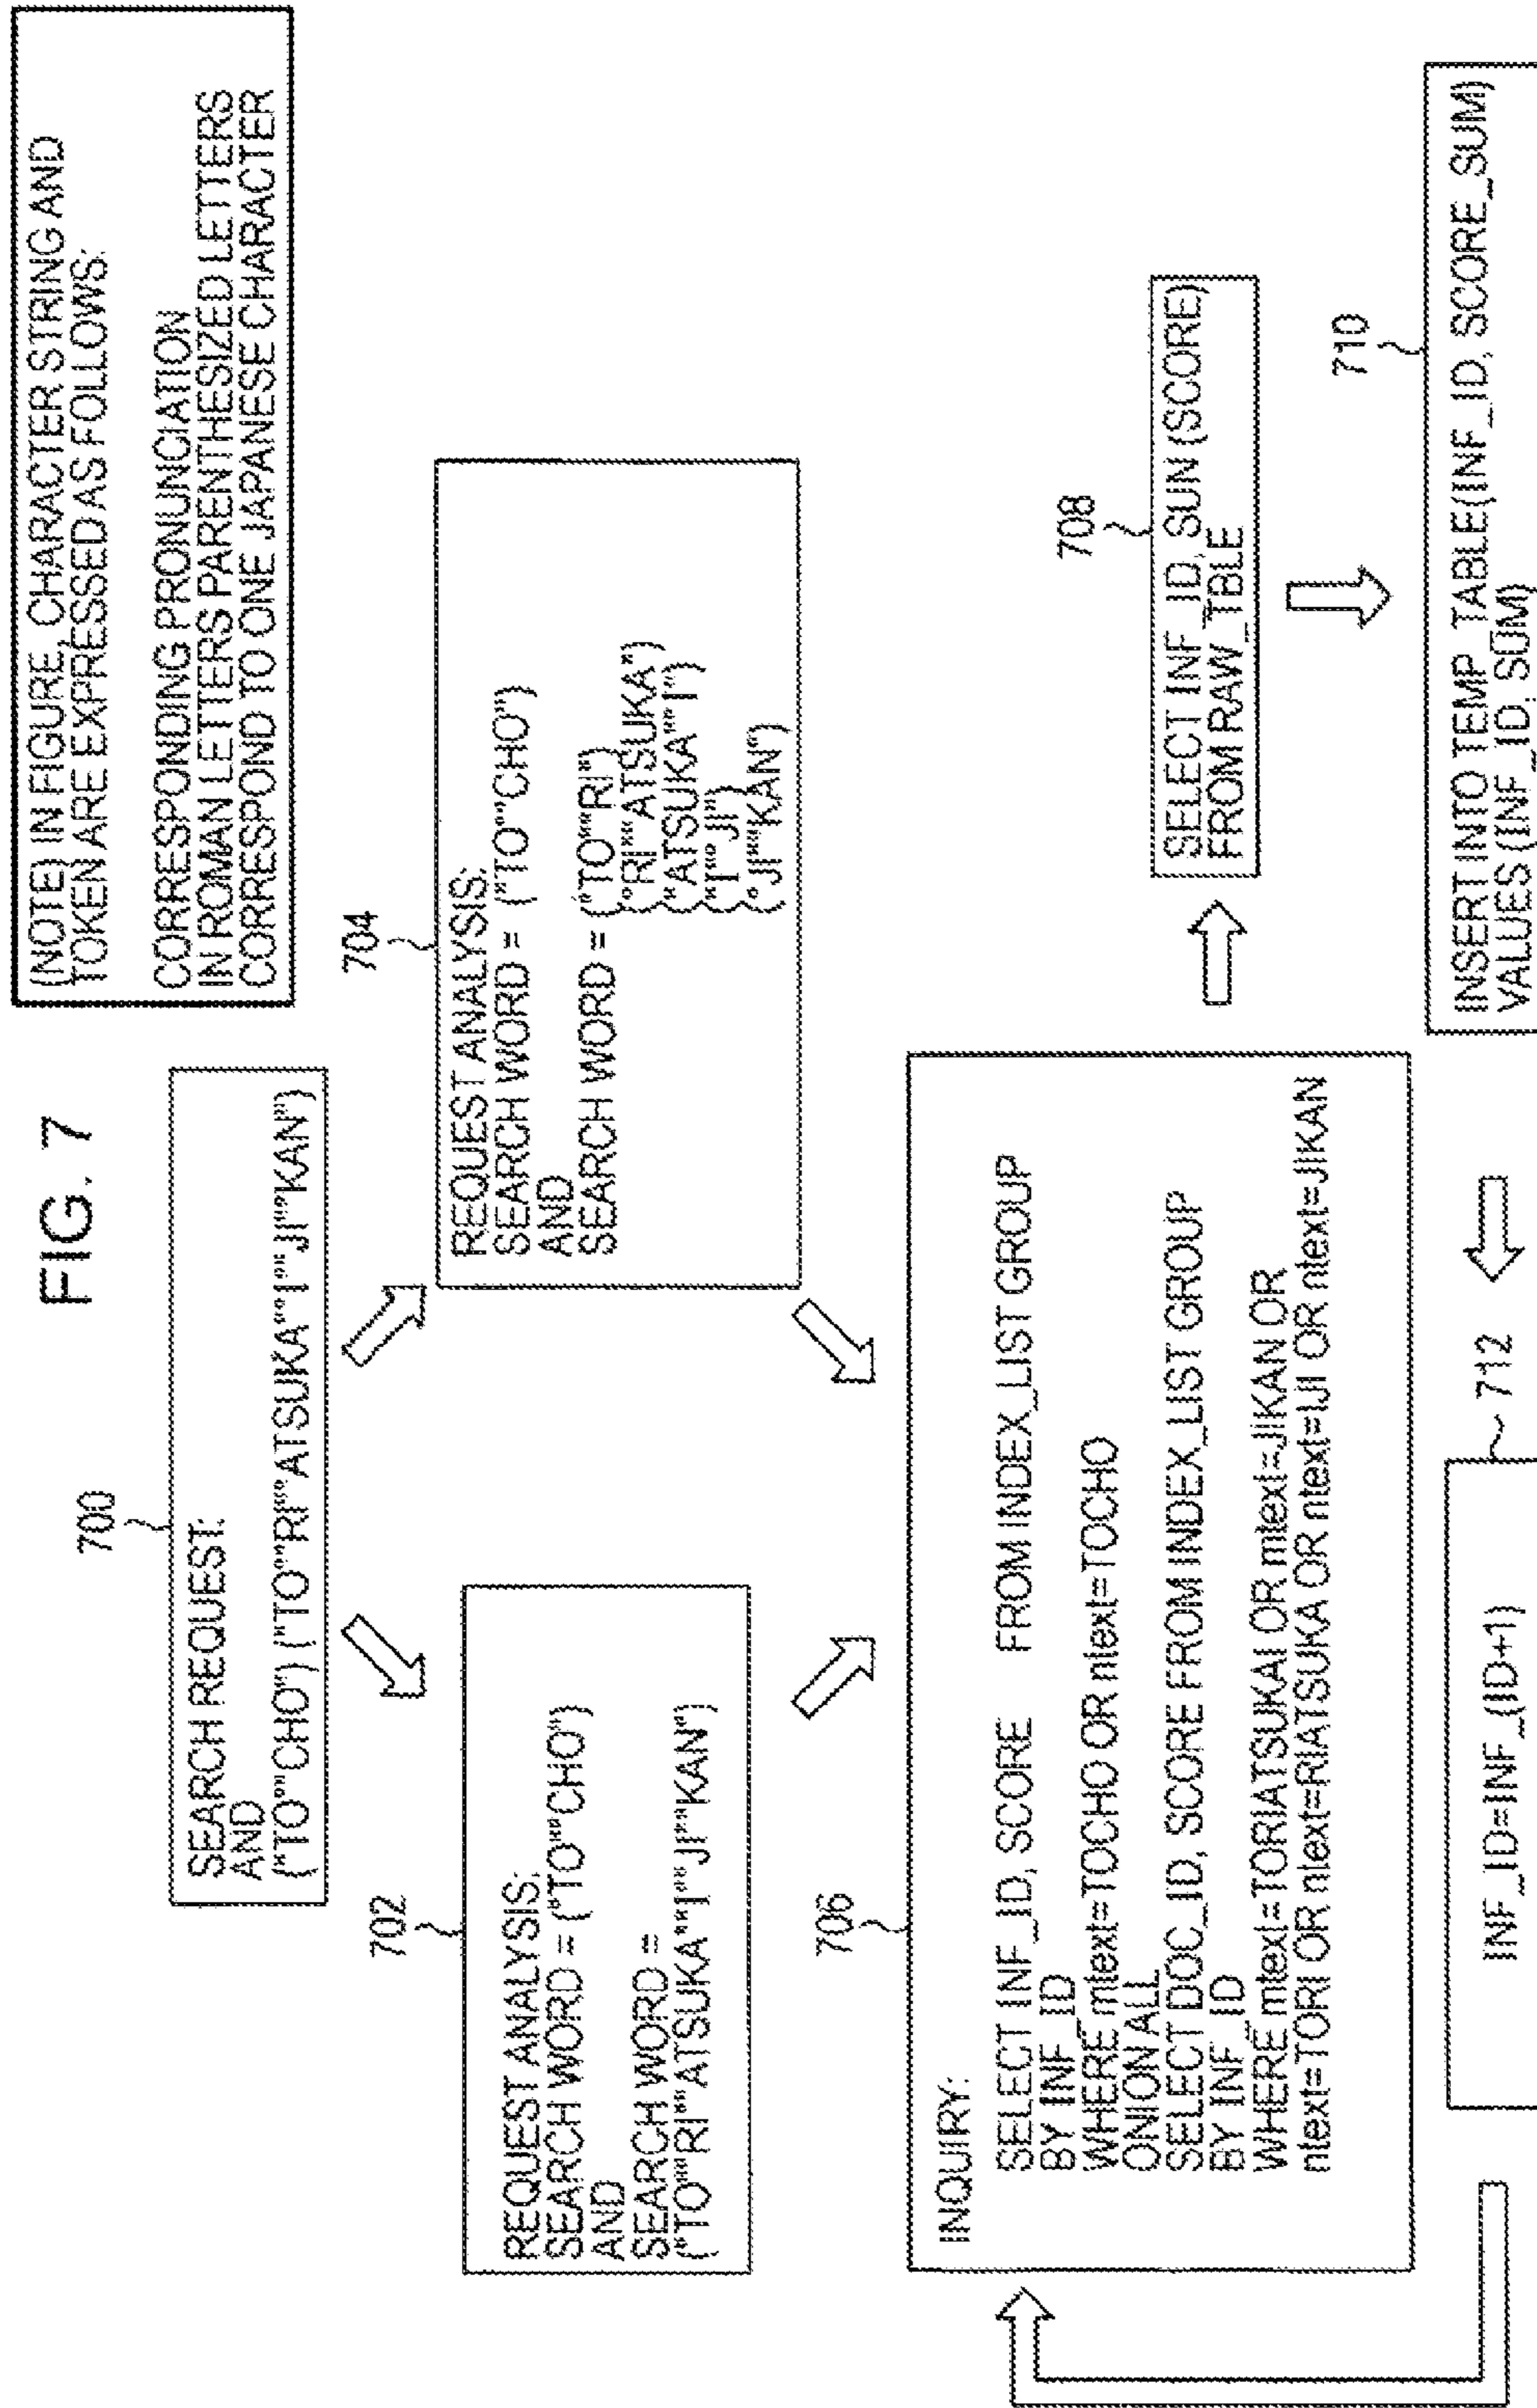 FIG. 7
(NOTE) IN FIGURE, CHARACTER STRING AND
TOKEN ARE EXPRESSED AS FOLLOWS:
CORRESPONDING PRONUNCIATION
IN ROMAN LETTERS PARENTHESIZED LETTERS
CORRESPOND TO ONE JAPANESE CHARACTER
700
SEARCH REQUEST:
AND
("TO""CHO") ("TO""RI""ATSUKA""I""JI""KAN")
702
REQUEST ANALYSIS:
SEARCH WORD = ("TO""CHO")
AND
SEARCH WORD =
("TO""RI""ATSUKA""I""JI""KAN")
704
REQUEST ANALYSIS:
SEARCH WORD = ("TO""CHO")
AND
SEARCH WORD = ("TO""RI")
("RI""ATSUKA")
("ATSUKA""I")
("I""JI")
("JI""KAN")
706
INQUIRY:
SELECT INF_ID, SCORE FROM INDEX_LIST GROUP
BY INF_ID
WHERE mtext=TOCHO OR ntext=TOCHO
ONION ALL
SELECT DOC_ID, SCORE FROM INDEX_LIST GROUP
BY INF_ID
WHERE mtext=TORIATSUKAI OR mtext=JIKAN OR
ntext=TORI OR ntext=RIATSUKA OR ntext=IJI OR ntext=JIKAN
708
SELECT INF_ID, SUN (SCORE)
FROM RAW_TBLE
710
INSERT INTO TEMP_TABLE(INF_ID, SCORE_SUM)
VALUES (INF_ID, SUM)
712
INF_ID=INF_(ID+1)